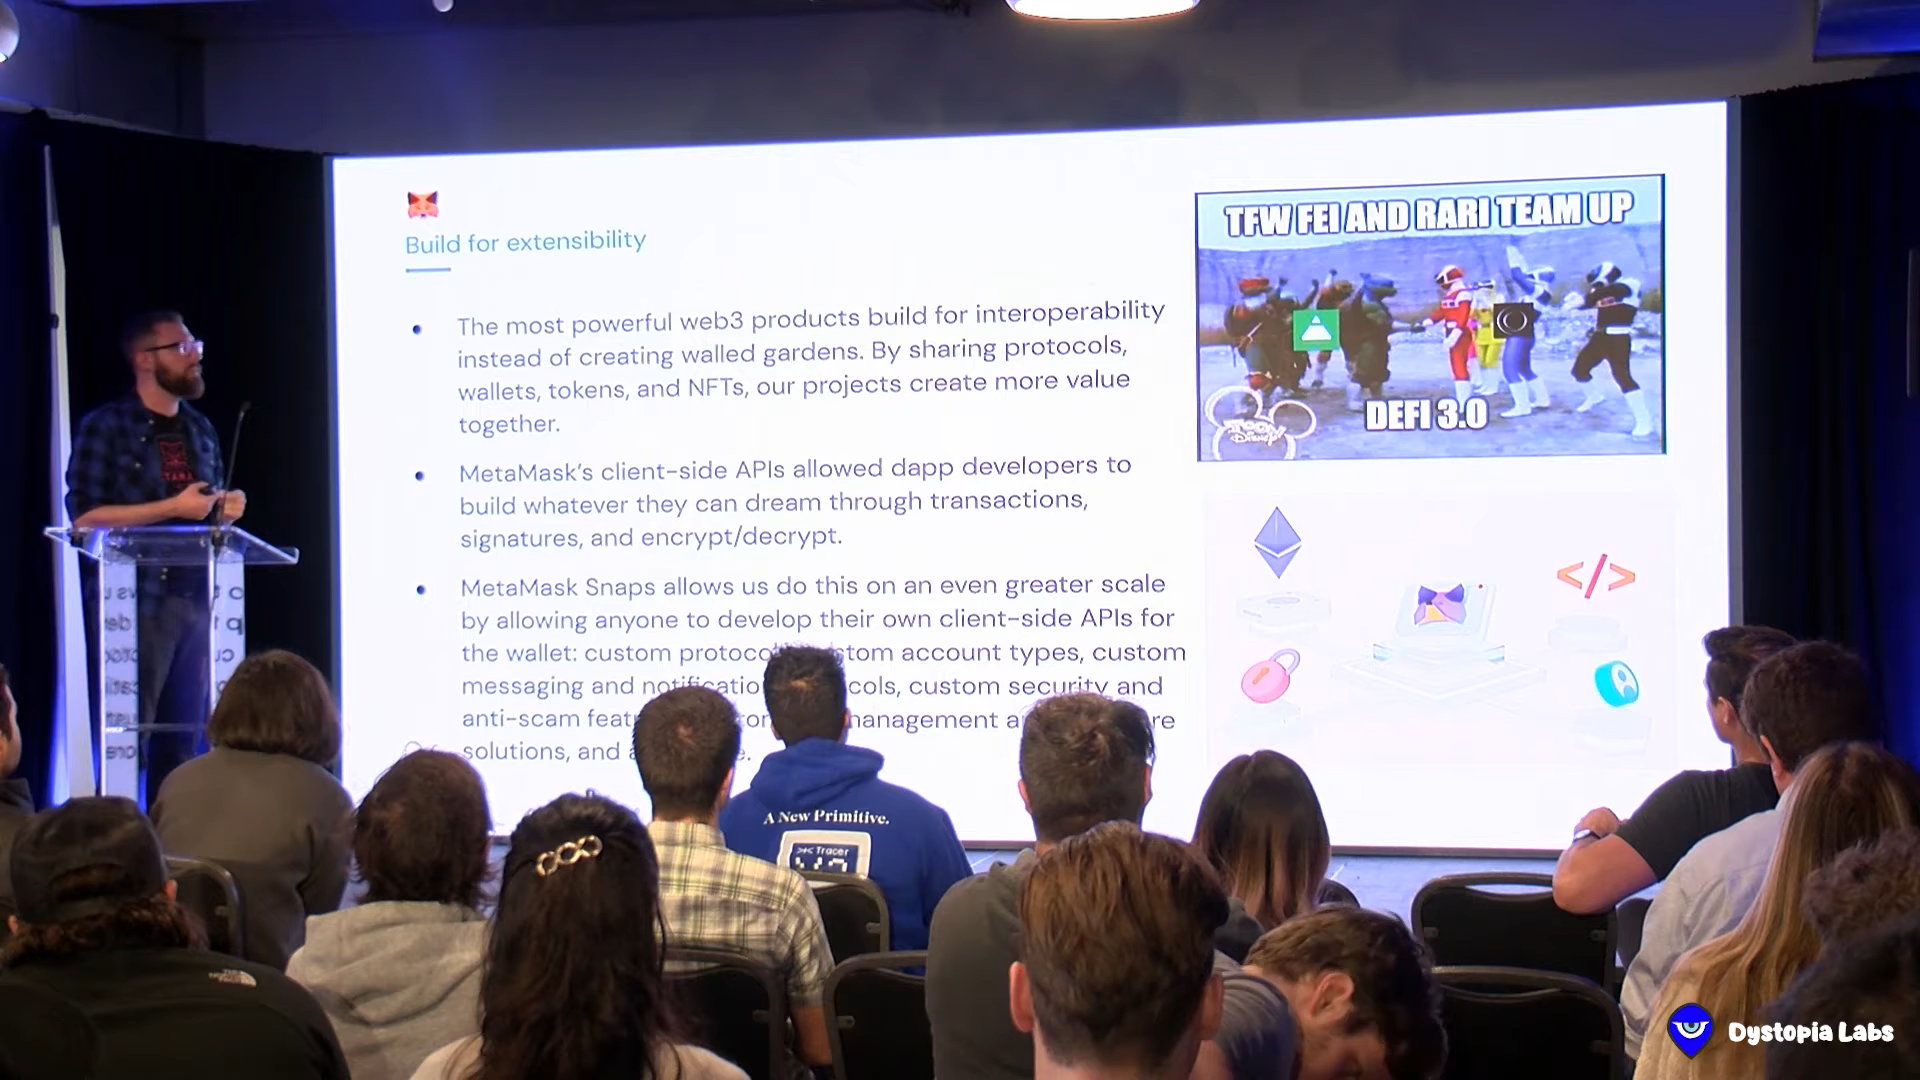 Build for extensibility
The most powerful web3 products build for interoperability
instead of creating walled gardens. By sharing protocols,
wallets, tokens, and NFTs, our projects create more value
together.
MetaMask's client-side APIs allowed dapp developers to
build whatever they can dream through transactions,
signatures, and encrypt/decrypt.
MetaMask Snaps allows us do this on an even greater scale
by allowing anyone to develop their own client-side APIs for
the wallet: custom account types, custom
messaging and custom security and
anti-scam
solutions, and
TFW FEI AND RARI TEAM UP
DEFI 3.0
TOON
Disney
</>
A New Primitive.
Tracer
THE
NORTH
Dystopia Labs